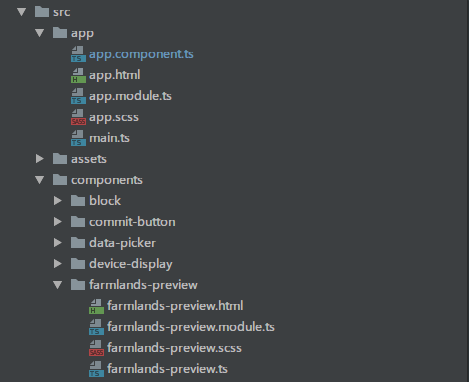 src
app
app.component.ts
app.html
app.module.ts
app.scss
main.ts
assets
components
block
commit-button
data-picker
device-display
farmlands-preview
farmlands-preview.html
farmlands-preview.module.ts
farmlands-preview.scss
farmlands-preview.ts